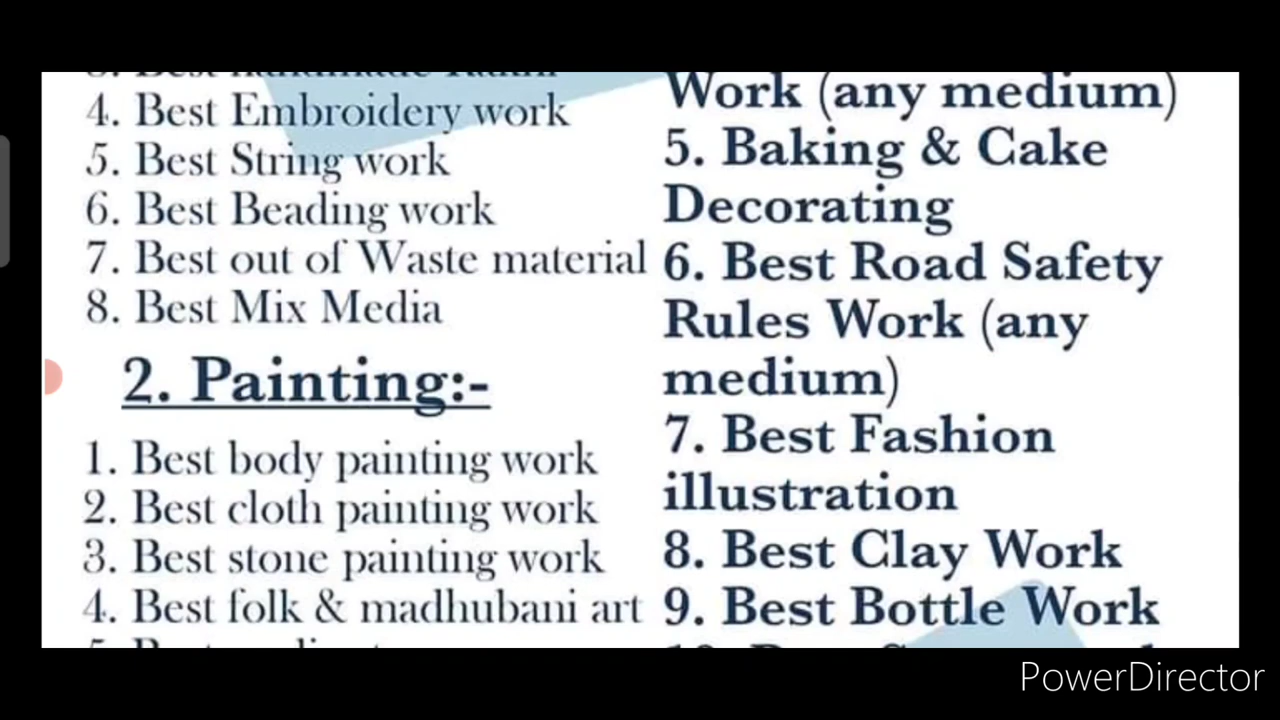 4. Best Embroidery work
5. Best String work
6. Best Beading work
7. Best out of Waste material
8. Best Mix Media
2. Painting:-
1. Best body painting work
2. Best cloth painting work
3. Best stone painting work
4. Best folk & madhubani art
Work (any medium)
5. Baking & Cake
Decorating
6. Best Road Safety
Rules Work (any
medium)
7. Best Fashion
illustration
8. Best Clay Work
9. Best Bottle Work
PowerDirector